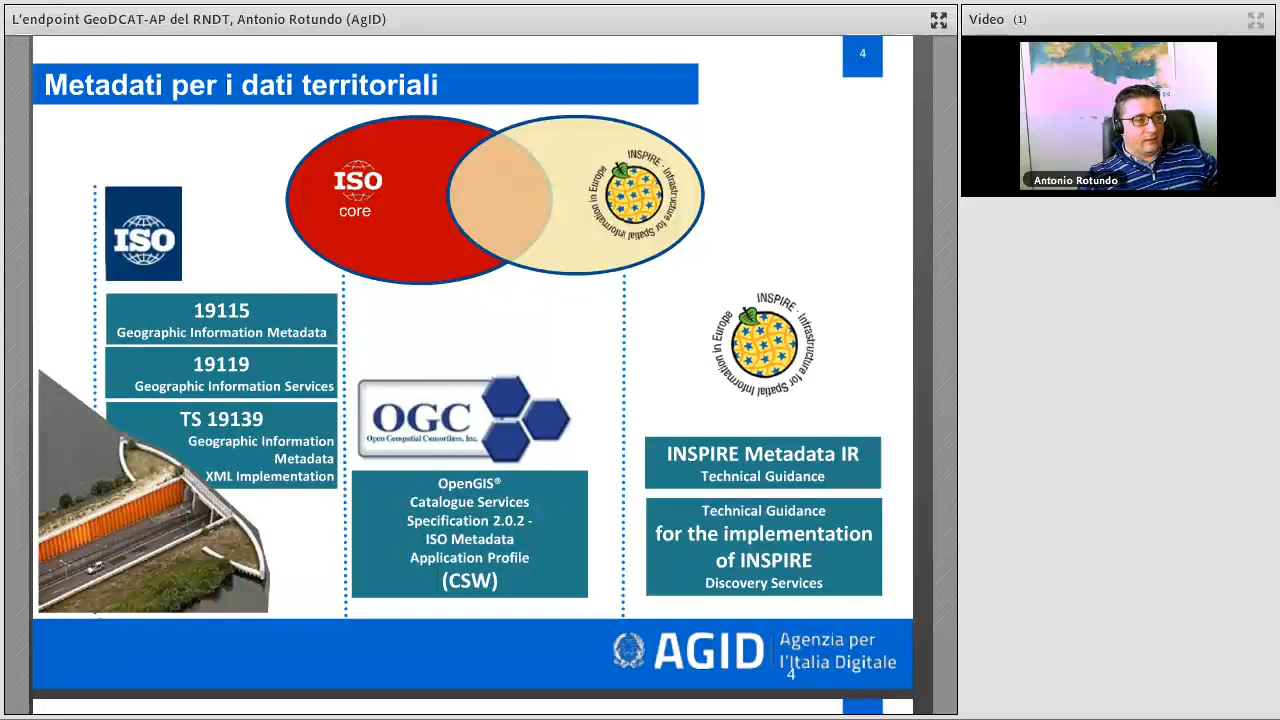 L'endpoint GeoDCAT-AP del RNDT, Antonio Rotundo (AgID)
Video (1)
4
Metadati per i dati territoriali
ISO
core
INSPIRE · Infrastructure for Spatial Information in Europe
Antonio Rotundo
ISO
19115
Geographic Information Metadata
19119
Geographic Information Services
TS 19139
Geographic Information
Metadata
XML Implementation
OGC
Open Geospatial Consortium, Inc.
OpenGIS®
Catalogue Services
Specification 2.0.2 -
ISO Metadata
Application Profile
(CSW)
INSPIRE · Infrastructure for Spatial Information in Europe
INSPIRE Metadata IR
Technical Guidance
Technical Guidance
for the implementation
of INSPIRE
Discovery Services
AGID
Agenzia per
l'Italia Digitale
4